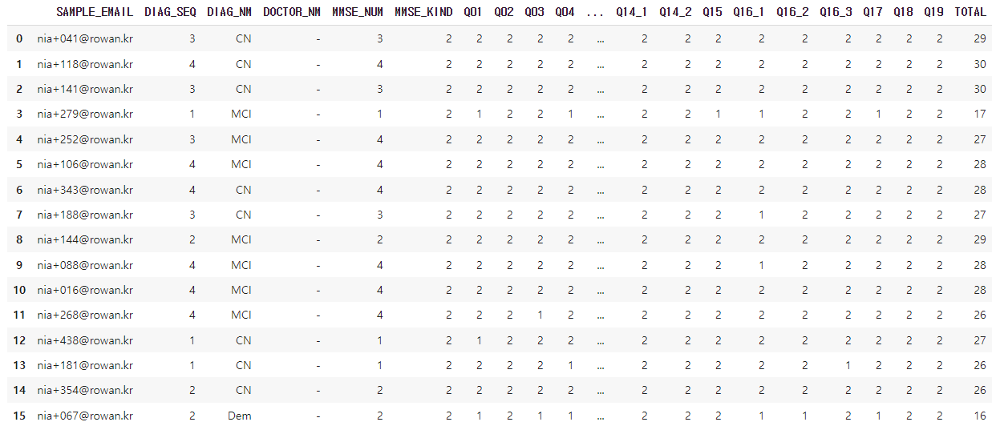 SAMPLE_EMAIL DIAG_SEQ DIAG_NM DOCTOR_NM MMSE_NUM MMSE_KIND Q01 Q02 Q03 Q04 ... Q14_1 Q14_2 Q15 Q16_1 Q16_2 Q16_3 Q17 Q18 Q19 TOTAL
0 nia+041@rowan.kr 3 CN - 3 2 2 2 2 2 ... 2 2 2 2 2 2 2 2 2 29
1 nia+118@rowan.kr 4 CN - 4 2 2 2 2 2 ... 2 2 2 2 2 2 2 2 2 30
2 nia+141@rowan.kr 3 CN - 3 2 2 2 2 2 ... 2 2 2 2 2 2 2 2 2 30
3 nia+279@rowan.kr 1 MCI - 1 2 1 2 2 1 ... 2 2 1 1 2 2 1 2 2 17
4 nia+252@rowan.kr 3 MCI - 4 2 2 2 2 2 ... 2 2 2 2 2 2 2 2 2 27
5 nia+106@rowan.kr 4 MCI - 4 2 2 2 2 2 ... 2 2 2 2 2 2 2 2 2 28
6 nia+343@rowan.kr 4 CN - 4 2 2 2 2 2 ... 2 2 2 2 2 2 2 2 2 28
7 nia+188@rowan.kr 3 CN - 3 2 2 2 2 2 ... 2 2 2 1 2 2 2 2 2 27
8 nia+144@rowan.kr 2 MCI - 2 2 2 2 2 2 ... 2 2 2 2 2 2 2 2 2 29
9 nia+088@rowan.kr 4 MCI - 4 2 2 2 2 2 ... 2 2 2 1 2 2 2 2 2 28
10 nia+016@rowan.kr 4 MCI - 4 2 2 2 2 2 ... 2 2 2 2 2 2 2 2 2 28
11 nia+268@rowan.kr 4 MCI - 4 2 2 2 1 2 ... 2 2 2 2 2 2 2 2 2 26
12 nia+438@rowan.kr 1 CN - 1 2 1 2 2 2 ... 2 2 2 2 2 2 2 2 2 27
13 nia+181@rowan.kr 1 CN - 1 2 2 2 2 1 ... 2 2 2 2 2 1 2 2 2 26
14 nia+354@rowan.kr 2 CN - 2 2 2 2 2 2 ... 2 2 2 2 2 2 2 2 2 26
15 nia+067@rowan.kr 2 Dem - 2 2 1 2 1 1 ... 2 2 2 1 1 2 1 2 2 16